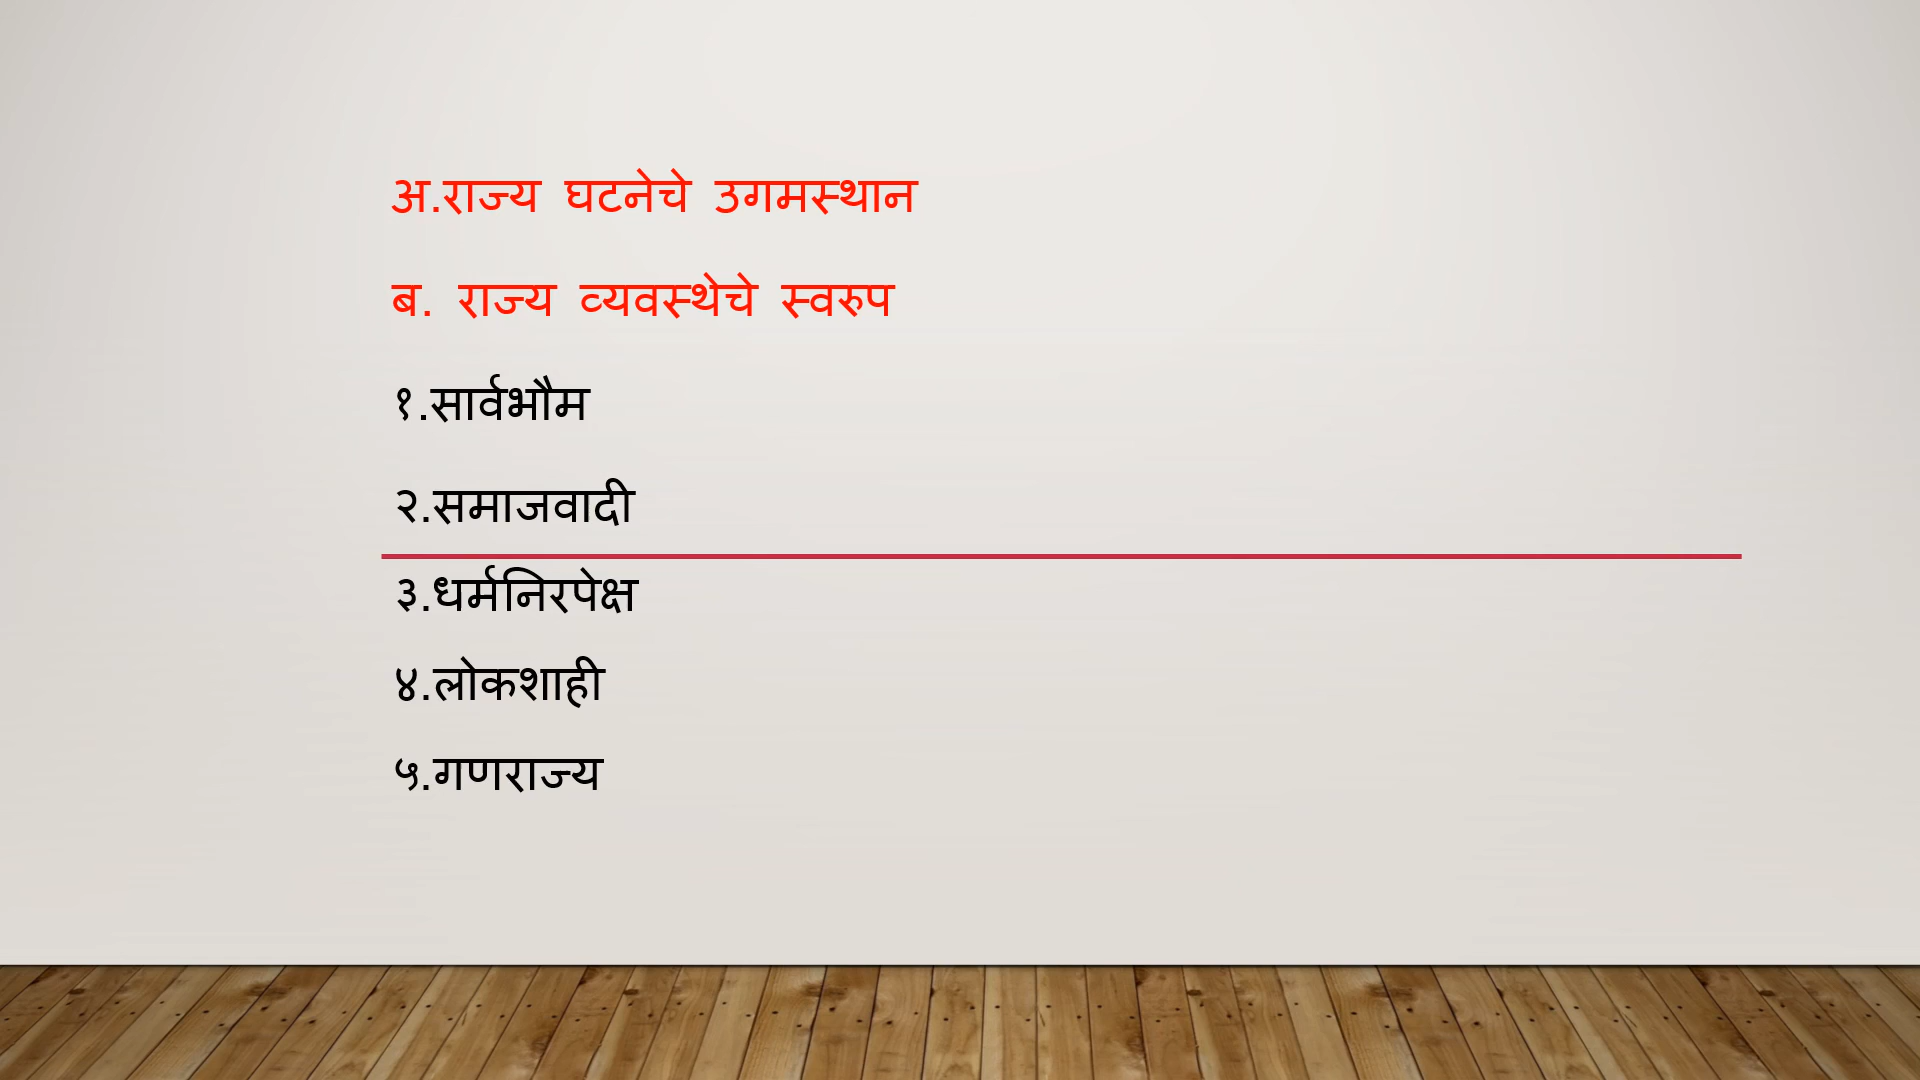 अ.राज्य घटनेचे उगमस्थान
ब. राज्य व्यवस्थेचे स्वरुप
१.सार्वभौम
२.समाजवादी
३.धर्मनिरपेक्ष
४.लोकशाही
५.गणराज्य